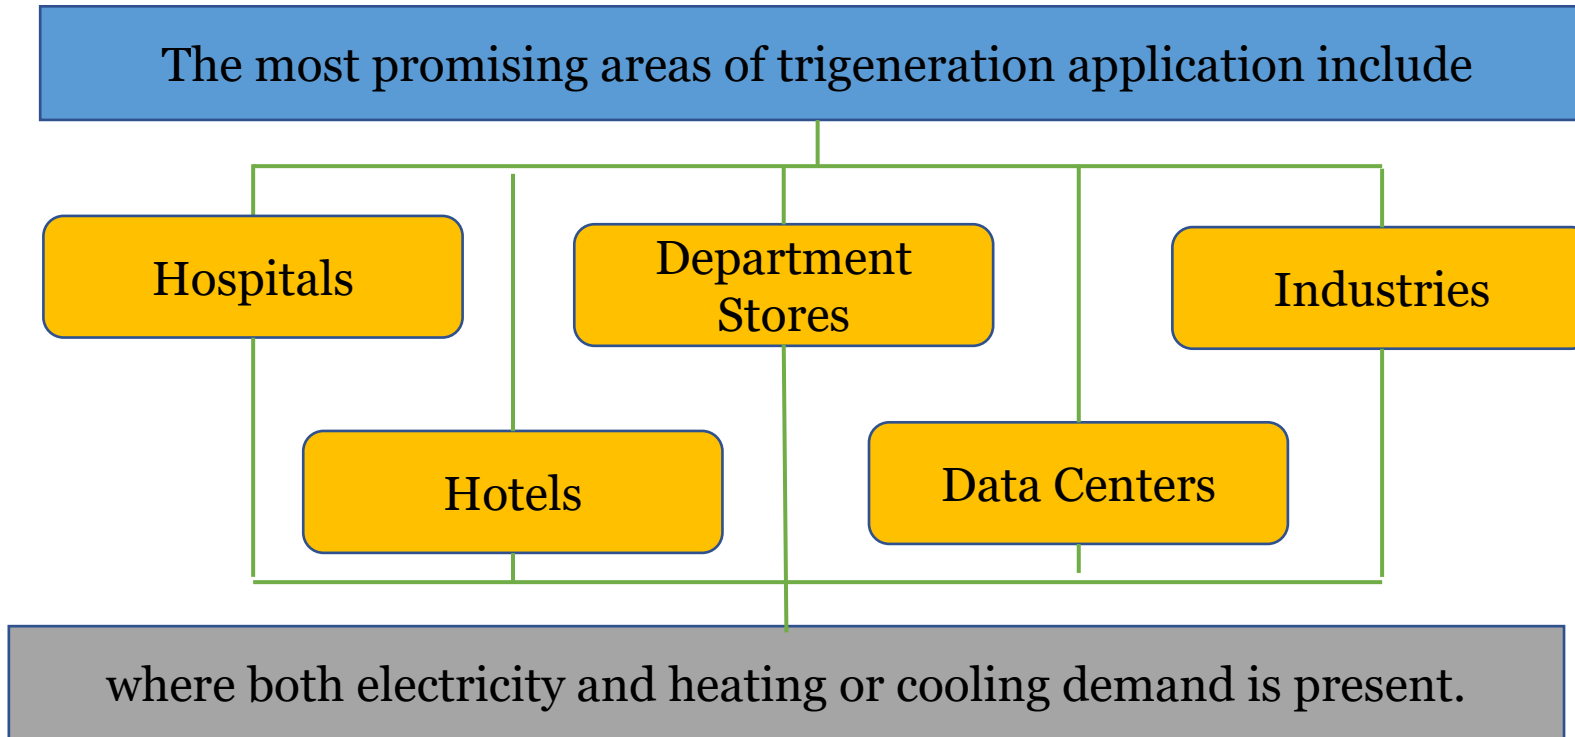 The most promising areas of trigeneration application include
Hospitals
Department
Stores
Industries
Hotels
Data Centers
where both electricity and heating or cooling demand is present.